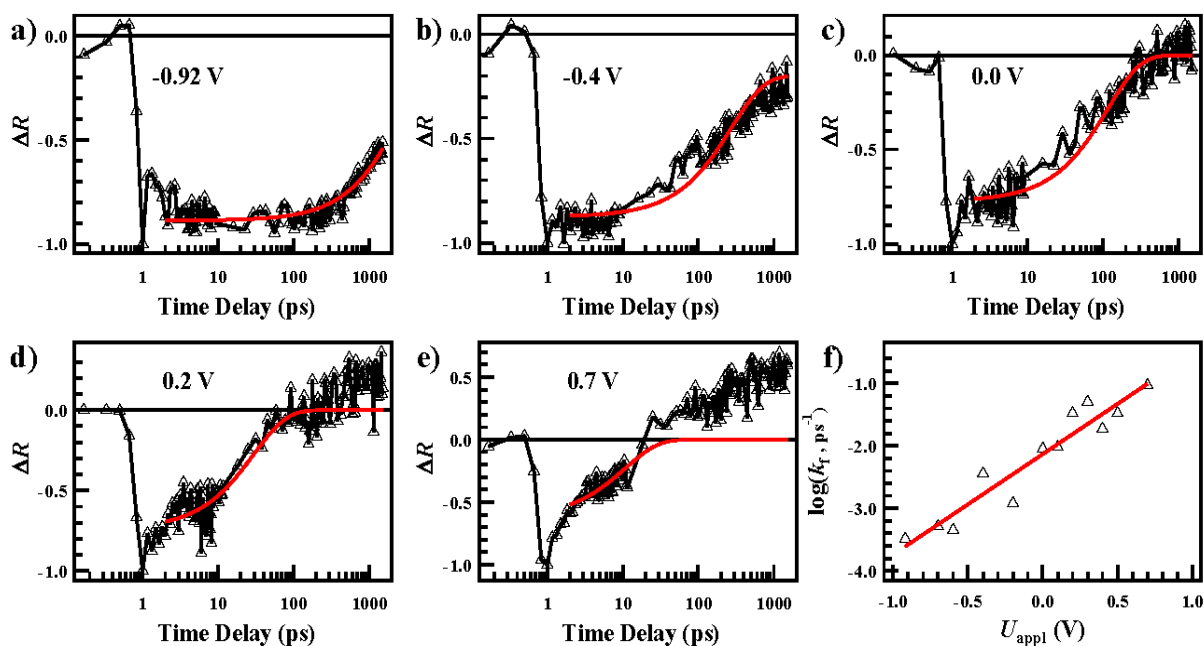 a)
-0.92 V
0.0
-0.5
-1.0
ΔR
1 10 100 1000
Time Delay (ps)
b)
-0.4 V
0.0
-0.5
-1.0
ΔR
1 10 100 1000
Time Delay (ps)
c)
0.0 V
0.0
-0.5
-1.0
ΔR
1 10 100 1000
Time Delay (ps)
d)
0.2 V
0.0
-0.5
-1.0
ΔR
1 10 100 1000
Time Delay (ps)
e)
0.7 V
0.5
0.0
-0.5
-1.0
ΔR
1 10 100 1000
Time Delay (ps)
f)
-1.0
-2.0
-3.0
-4.0
log(kf , ps-1)
-1.0 -0.5 0.0 0.5 1.0
Uappl (V)